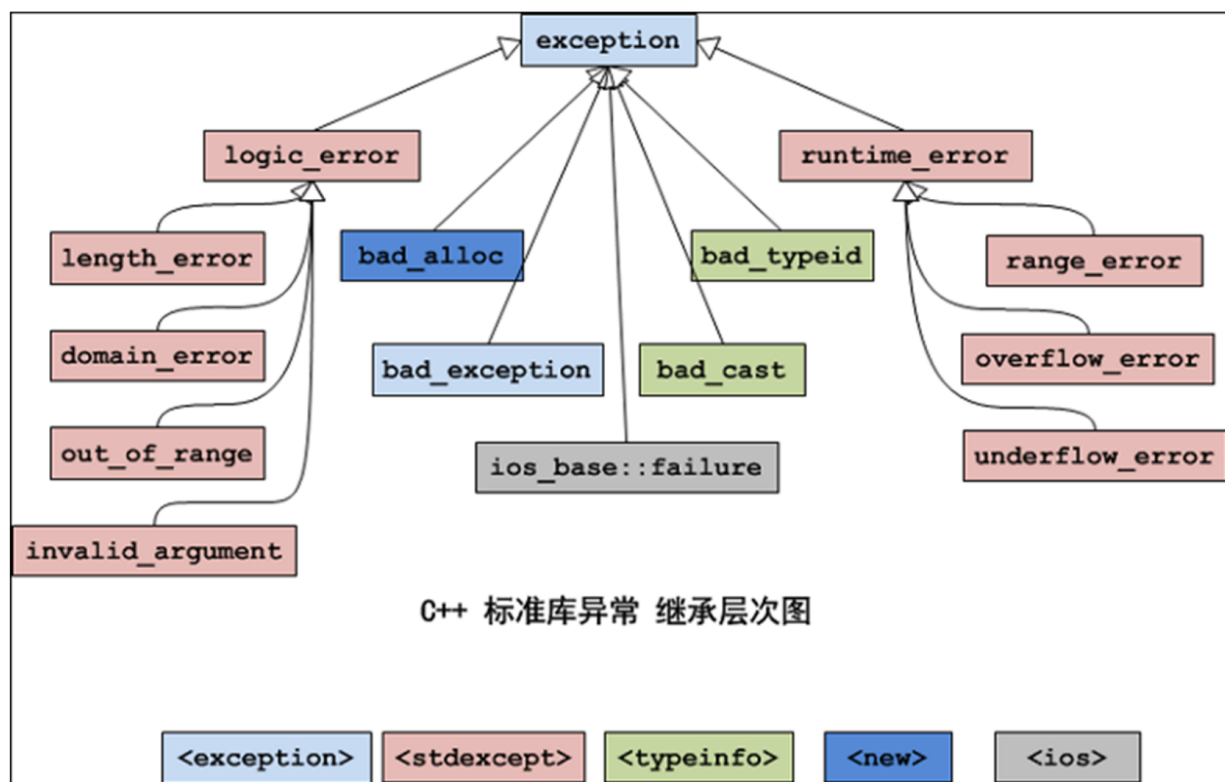 exception
logic_error
runtime_error
length_error
bad_alloc
bad_typeid
range_error
domain_error
bad_exception
bad_cast
overflow_error
out_of_range
ios_base::failure
underflow_error
invalid_argument
C++ 标准库异常 继承层次图
<exception>
<stdexcept>
<typeinfo>
<new>
<ios>